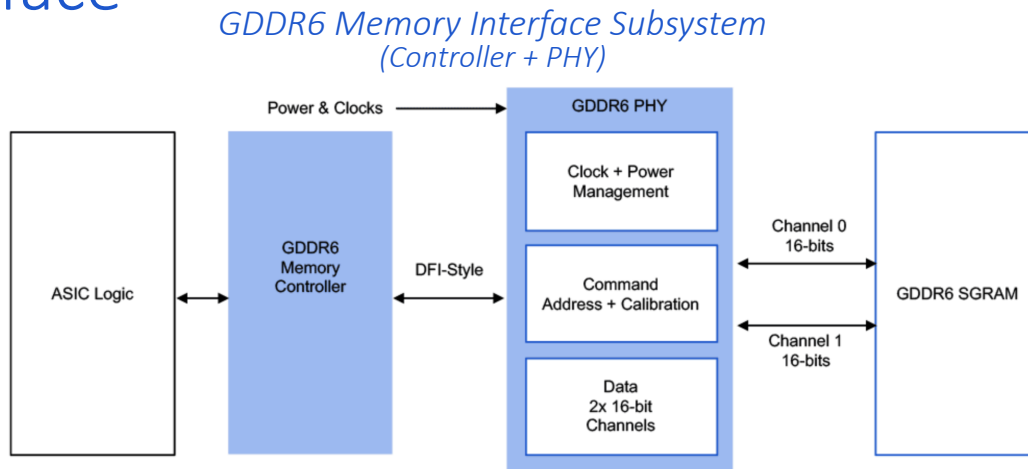 GDDR6 Memory Interface Subsystem
(Controller + PHY)
Power & Clocks
GDDR6 PHY
Clock + Power
Management
Channel 0
16-bits
GDDR6
Memory
Controller
DFI-Style
ASIC Logic
Command
Address + Calibration
GDDR6 SGRAM
Channel 1
16-bits
Data
2x 16-bit
Channels